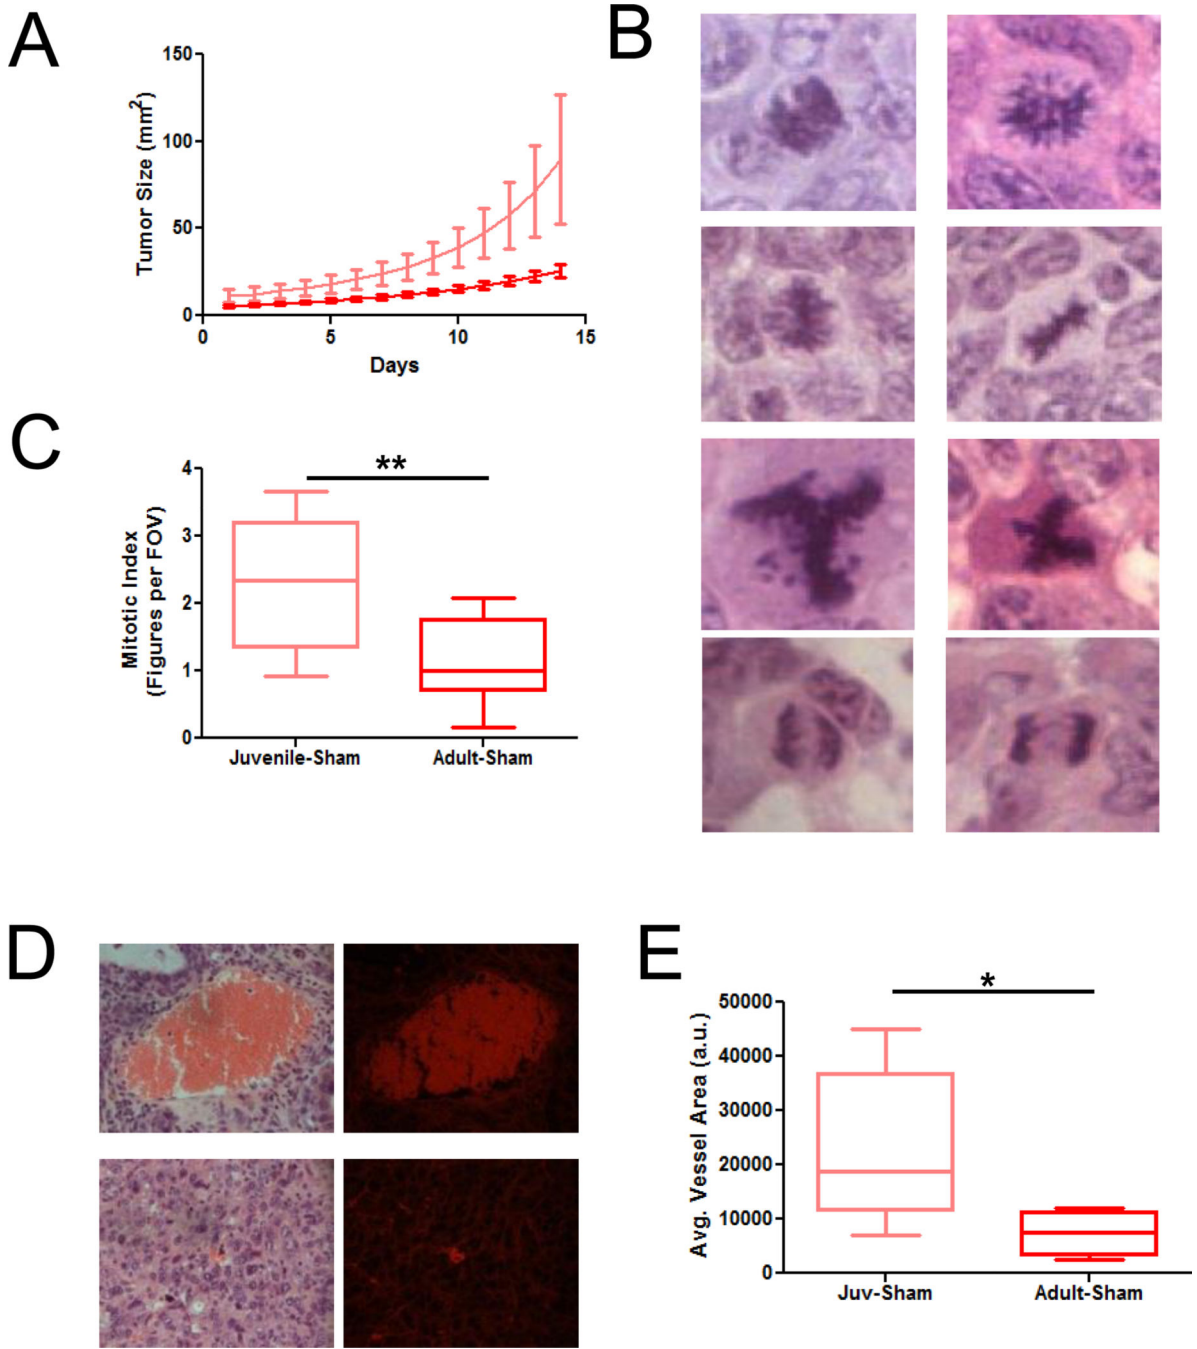 A
150
100
50
0
Tumor Size (mm²)
0 5 10 15
Days
B
C
**
4
3
2
1
0
Mitotic Index
(Figures per FOV)
Juvenile-Sham Adult-Sham
D
E
*
50000
40000
30000
20000
10000
0
Avg. Vessel Area (a.u.)
Juv-Sham Adult-Sham